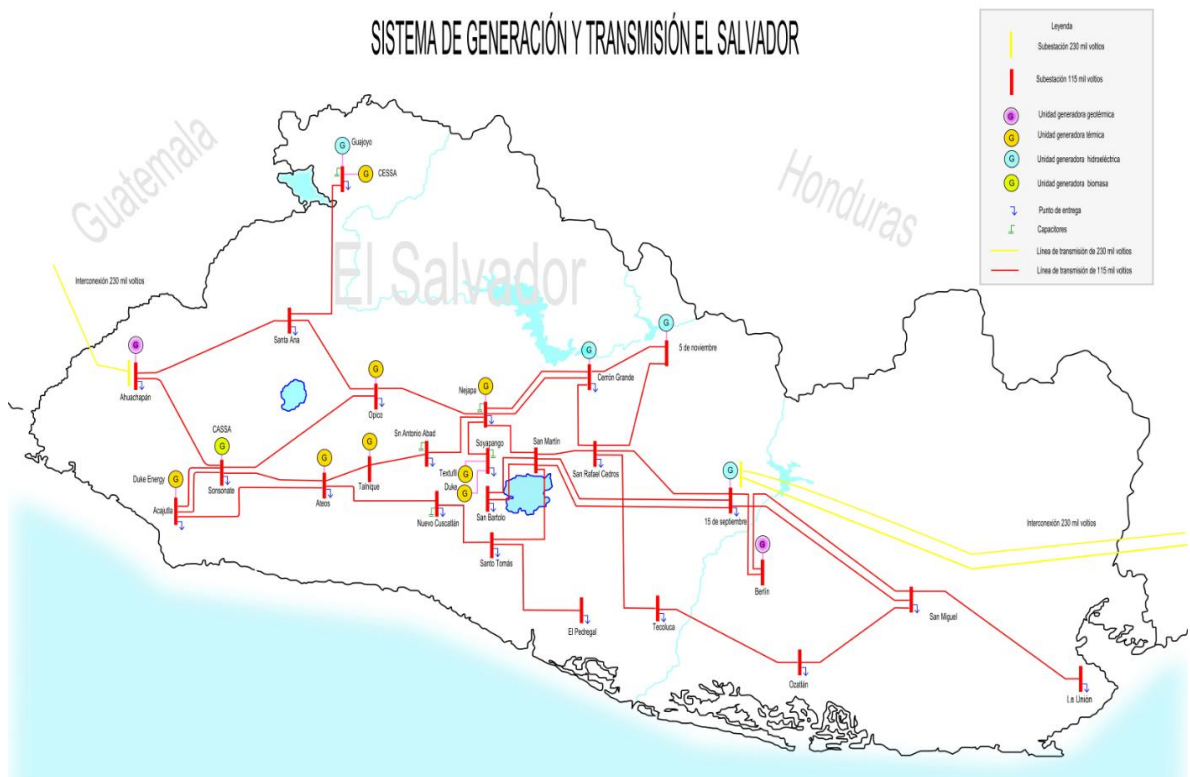 SISTEMA DE GENERACIÓN Y TRANSMISIÓN EL SALVADOR
Leyenda
Subestación 230 mil voltios
Subestación 115 mil voltios
G Unidad generadora geotérmica
G Unidad generadora térmica
G Unidad generadora hidroeléctrica
G Unidad generadora biomasa
Punto de entrega
Capacitores
Línea de transmisión de 230 mil voltios
Línea de transmisión de 115 mil voltios
Guatemala
Honduras
El Salvador
G Guajoyo
G CESSA
Interconexión 230 mil voltios
Santa Ana
G
Ahuachapán
G
5 de noviembre
G
Cerrón Grande
G
Opico
G
Nejapa
CASSA
G
Sonsonate
Duke Energy
G
Acajutla
G
Ateos
G
Talnique
Sn Antonio Abad
Soyapango
Textufil G
Duke G
San Bartolo
San Martín
San Rafael Cedros
Nuevo Cuscatlán
Santo Tomás
G
15 de septiembre
G
Berlín
Interconexión 230 mil voltios
El Pedregal
Tecoluca
San Miguel
Ozatlán
La Unión